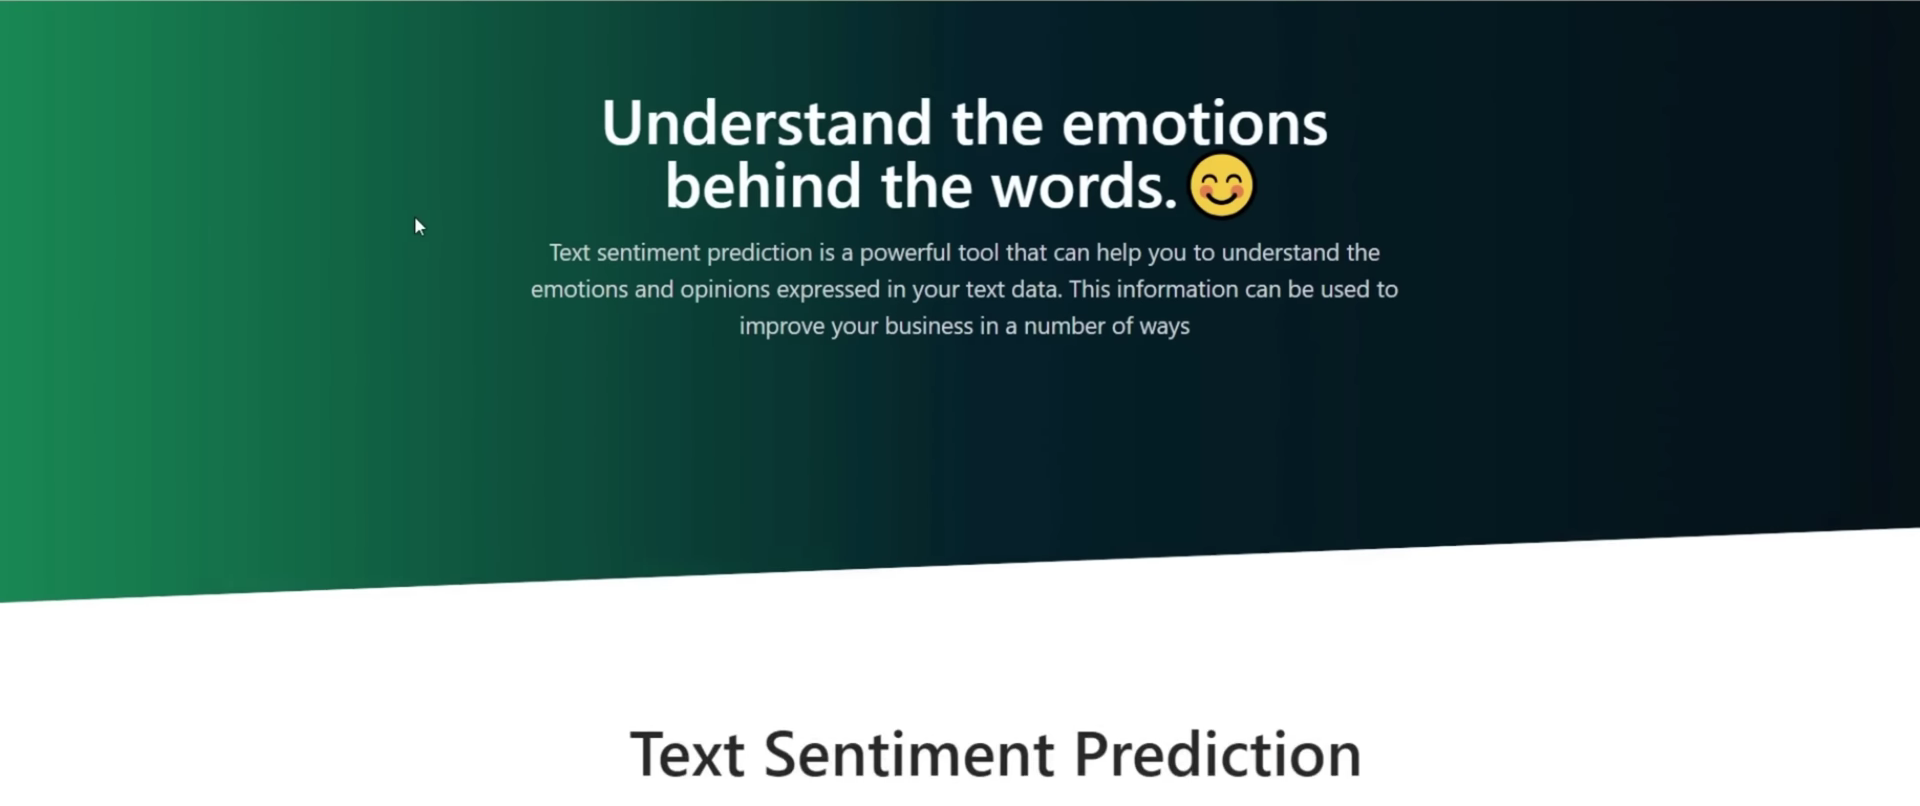 Understand the emotions
behind the words. 😊
Text sentiment prediction is a powerful tool that can help you to understand the
emotions and opinions expressed in your text data. This information can be used to
improve your business in a number of ways
Text Sentiment Prediction